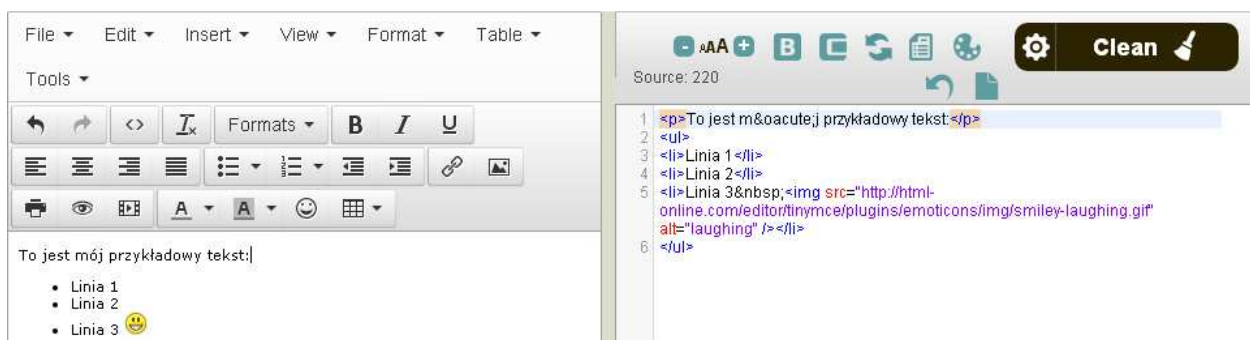 File Edit Insert View Format Table
Tools
Formats B I U
A A
To jest mój przykładowy tekst:
Linia 1
Linia 2
Linia 3
AAA B Clean
Source: 220
1 <p>To jest m&oacute;j przykładowy tekst:</p>
2 <ul>
3 <li>Linia 1</li>
4 <li>Linia 2</li>
5 <li>Linia 3&nbsp;<img src="http://html-
online.com/editor/tinymce/plugins/emoticons/img/smiley-laughing.gif"
alt="laughing" /></li>
6 </ul>